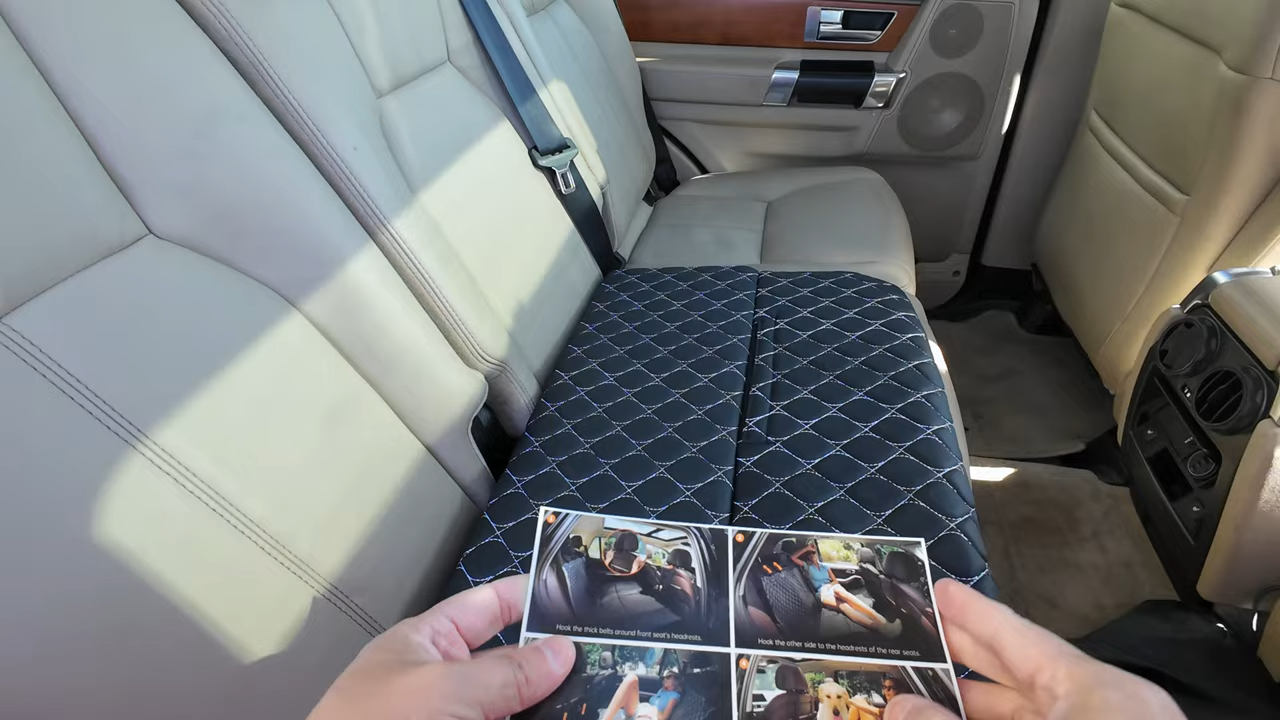 Hook the thick belts around front seat's headrests.
Hook the other side to the headrests of the rear seats.
4